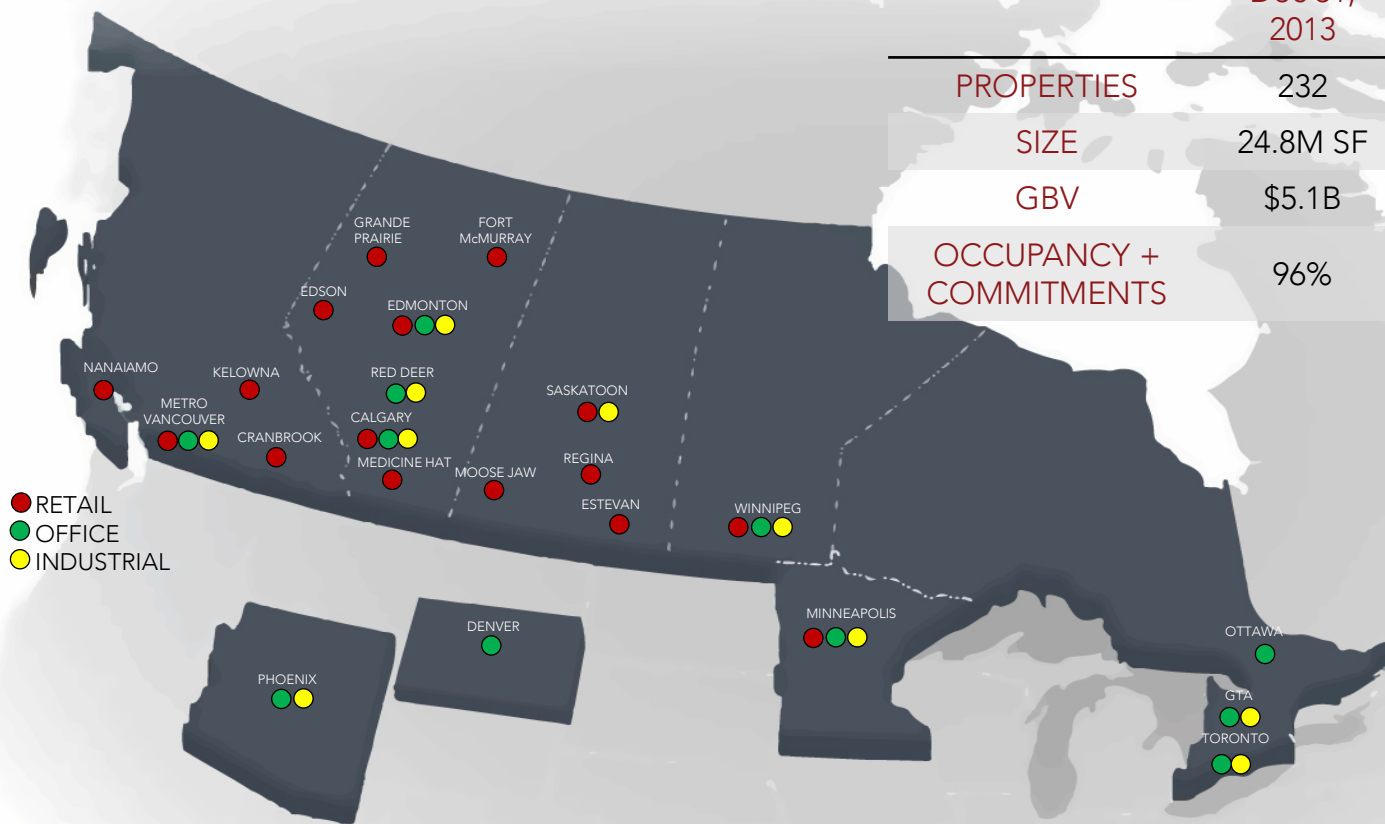 2013
PROPERTIES 232
SIZE 24.8M SF
GBV $5.1B
OCCUPANCY +
COMMITMENTS 96%
GRANDE
PRAIRIE
FORT
McMURRAY
EDSON
EDMONTON
NANAIAMO
KELOWNA
RED DEER
SASKATOON
METRO
VANCOUVER
CALGARY
CRANBROOK
MEDICINE HAT
MOOSE JAW
REGINA
ESTEVAN
WINNIPEG
RETAIL
OFFICE
INDUSTRIAL
MINNEAPOLIS
DENVER
OTTAWA
PHOENIX
GTA
TORONTO